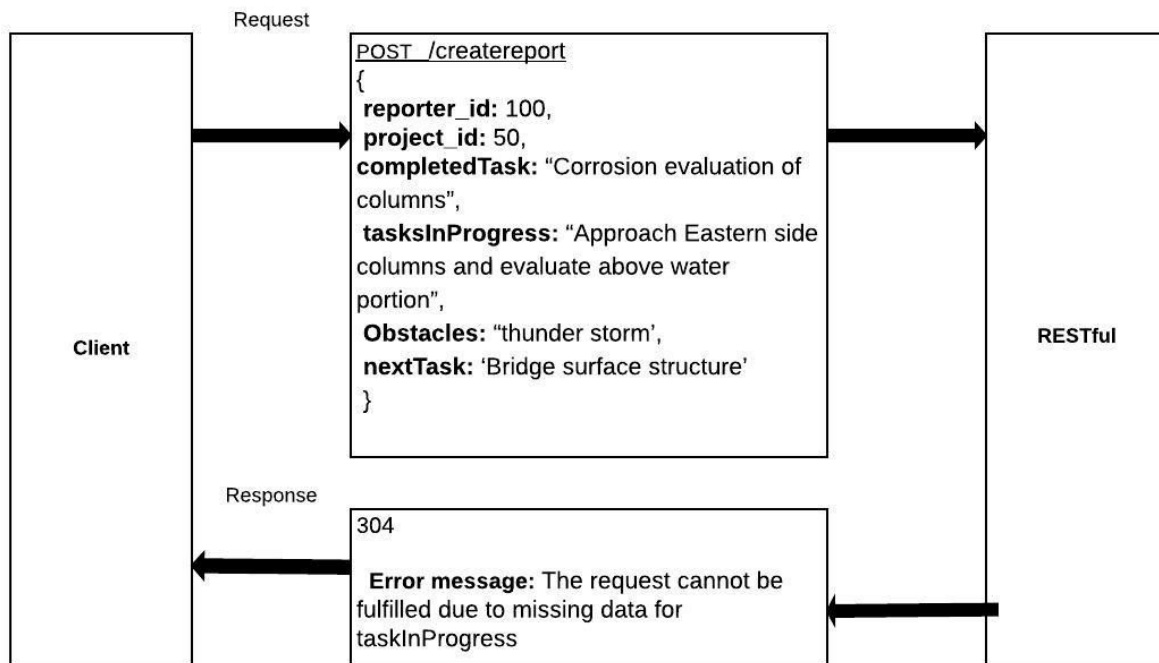 Request
POST /createreport
{
reporter_id: 100,
project_id: 50,
completedTask: “Corrosion evaluation of
columns”,
tasksInProgress: “Approach Eastern side
columns and evaluate above water
portion”,
Obstacles: “thunder storm’,
nextTask: ‘Bridge surface structure’
}
Client
RESTful
Response
304
Error message: The request cannot be
fulfilled due to missing data for
taskInProgress